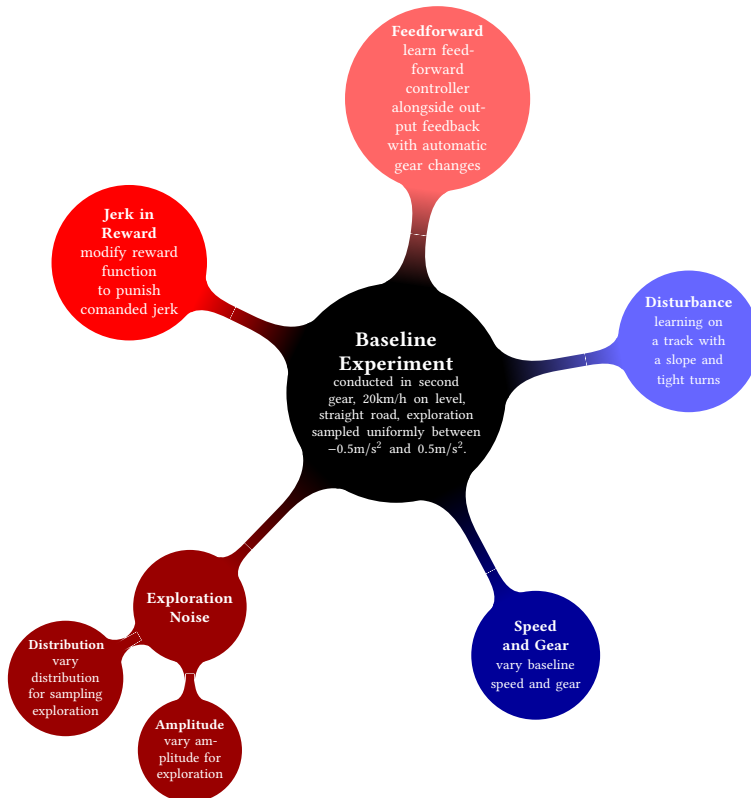 Feedforward
learn feed-
forward
controller
alongside out-
put feedback
with automatic
gear changes
Jerk in
Reward
modify reward
function
to punish
comanded jerk
Disturbance
learning on
a track with
a slope and
tight turns
Baseline
Experiment
conducted in second
gear, 20km/h on level,
straight road, exploration
sampled uniformly between
−0.5m/s² and 0.5m/s².
Exploration
Noise
Speed
and Gear
vary baseline
speed and gear
Distribution
vary
distribution
for sampling
exploration
Amplitude
vary am-
plitude for
exploration